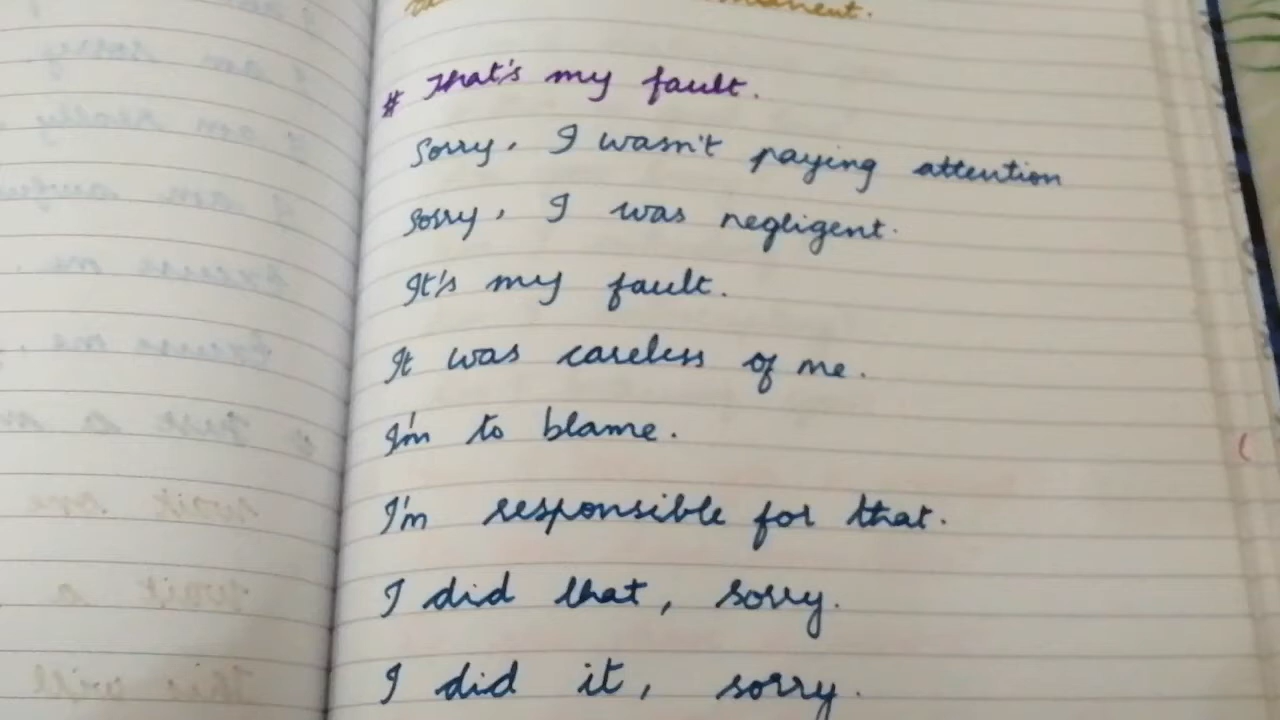 # That's my fault.
Sorry, I wasn't paying attention
Sorry, I was negligent.
It's my fault.
It was careless of me.
I'm to blame.
I'm responsible for that.
I did that, sorry.
I did it, sorry.